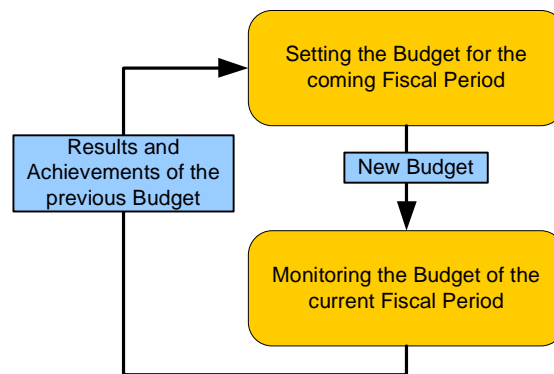 Setting the Budget for the
coming Fiscal Period
Results and
Achievements of the
previous Budget
New Budget
Monitoring the Budget of the
current Fiscal Period